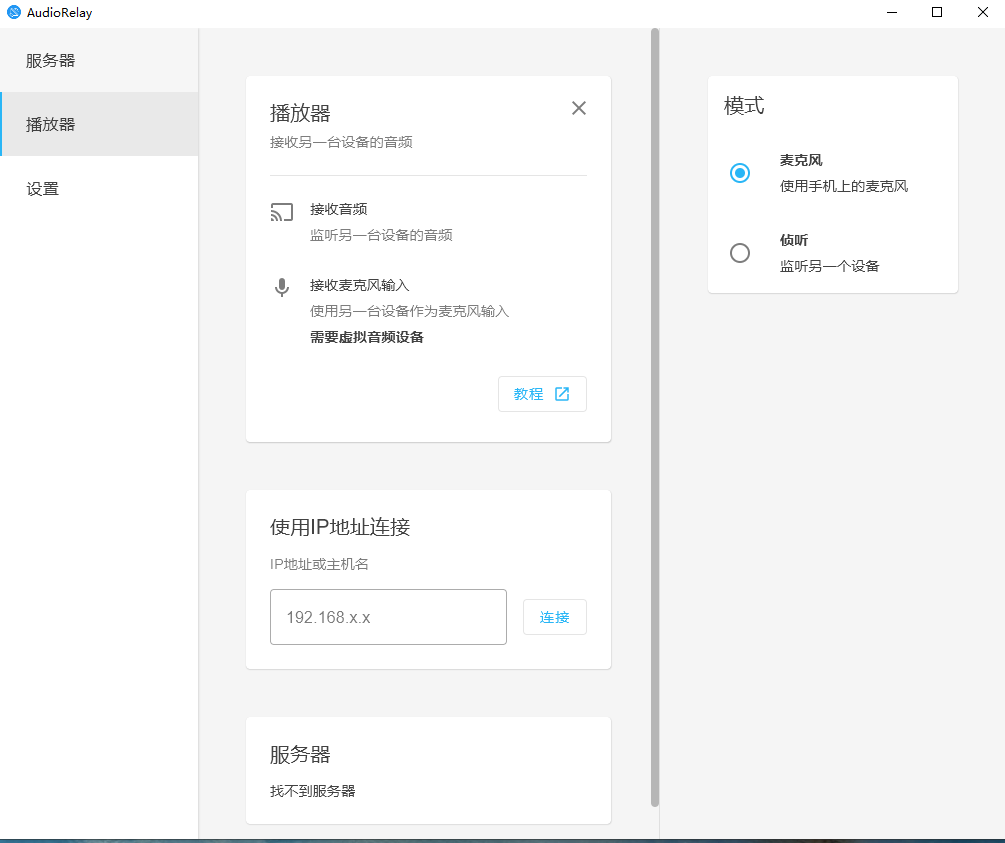 AudioRelay
服务器
播放器
设置
播放器
接收另一台设备的音频
接收音频
监听另一台设备的音频
接收麦克风输入
使用另一台设备作为麦克风输入
需要虚拟音频设备
教程
使用IP地址连接
IP地址或主机名
192.168.x.x
连接
服务器
找不到服务器
模式
麦克风
使用手机上的麦克风
侦听
监听另一个设备